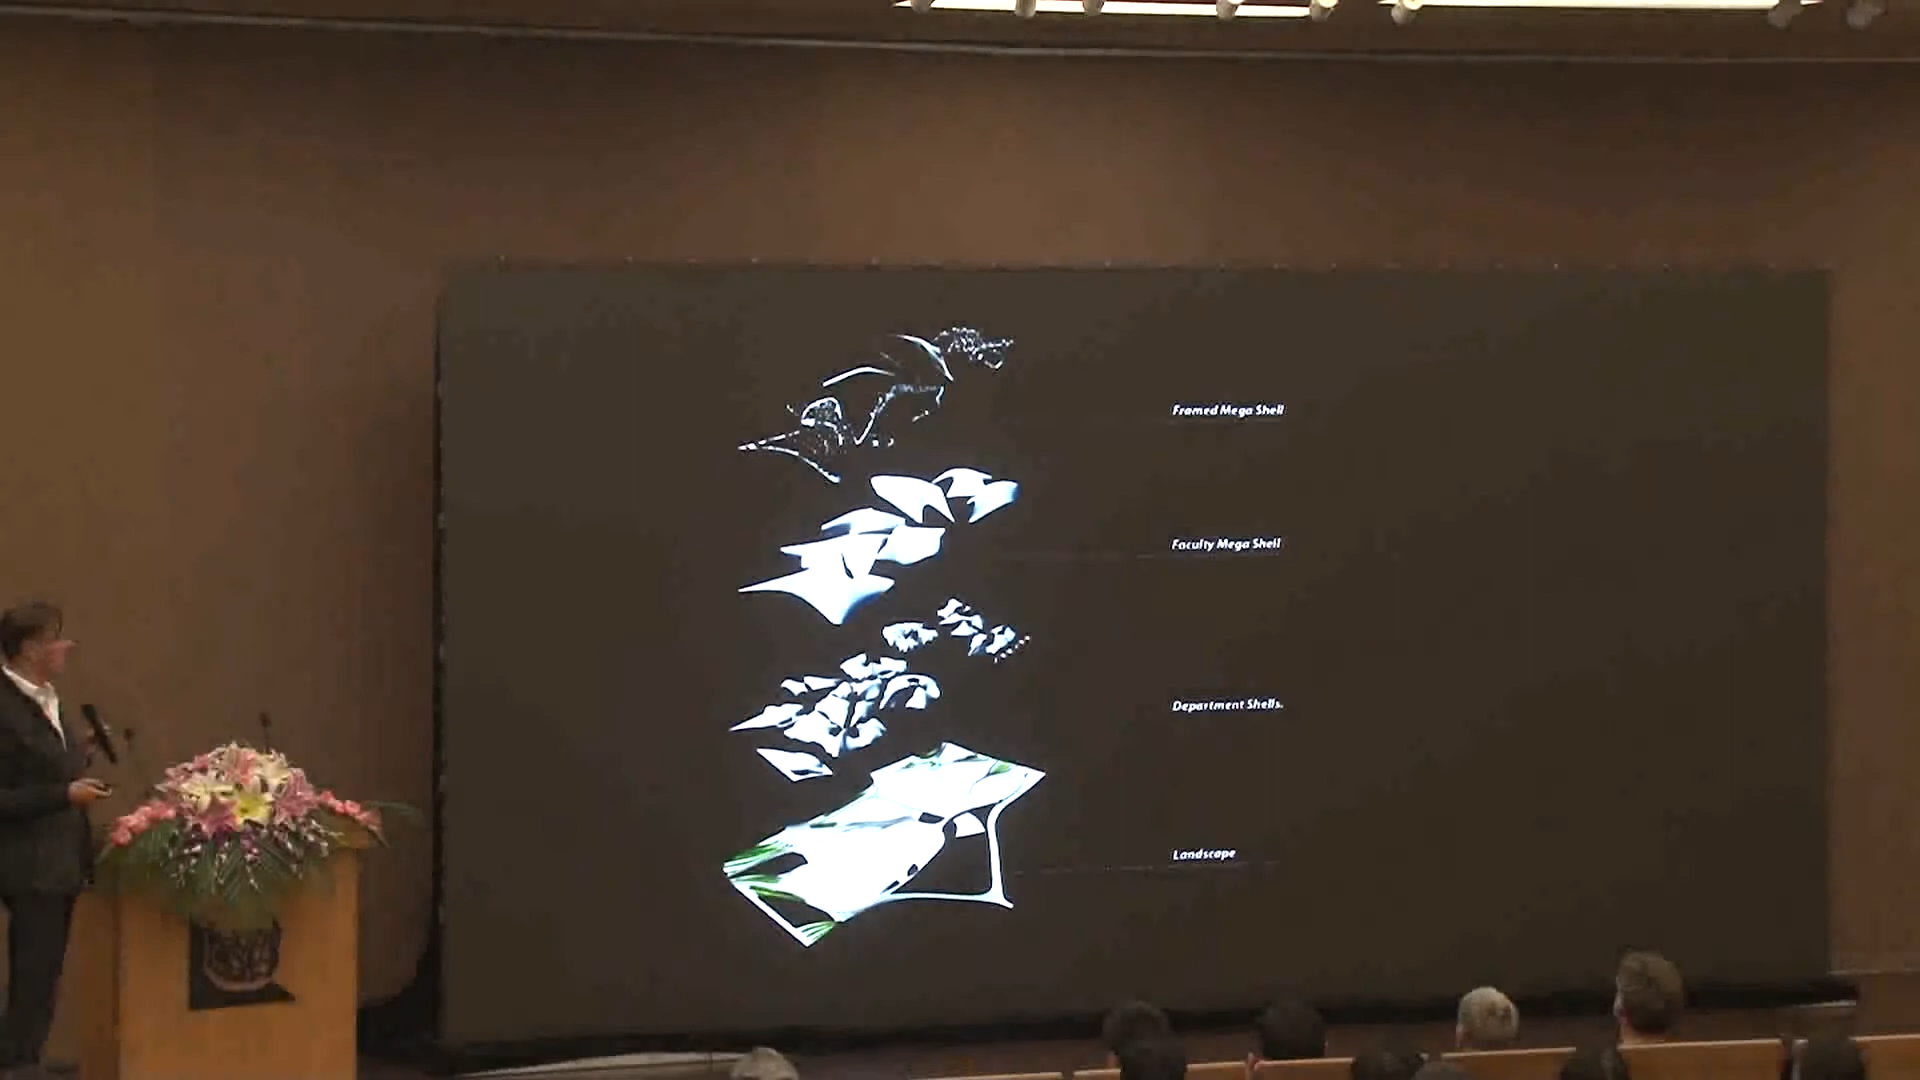 Framed Mega Shell
Faculty Mega Shell
Department Shells.
Landscape